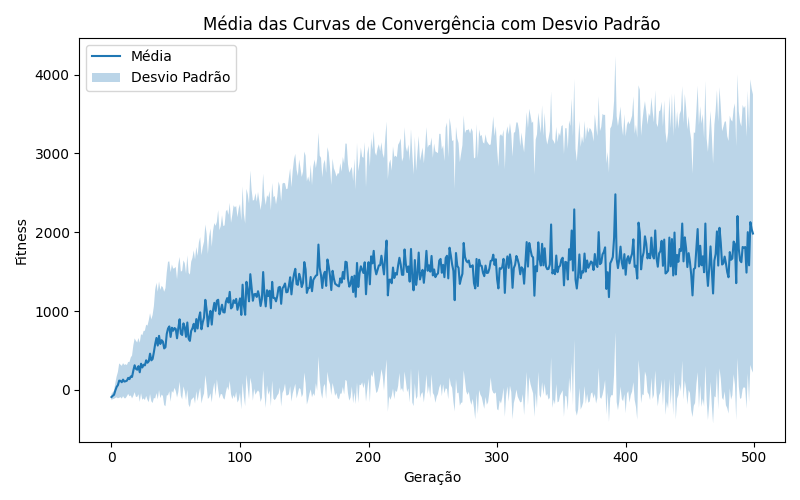 Média das Curvas de Convergência com Desvio Padrão
Média
Desvio Padrão
Fitness
4000
3000
2000
1000
0
0 100 200 300 400 500
Geração